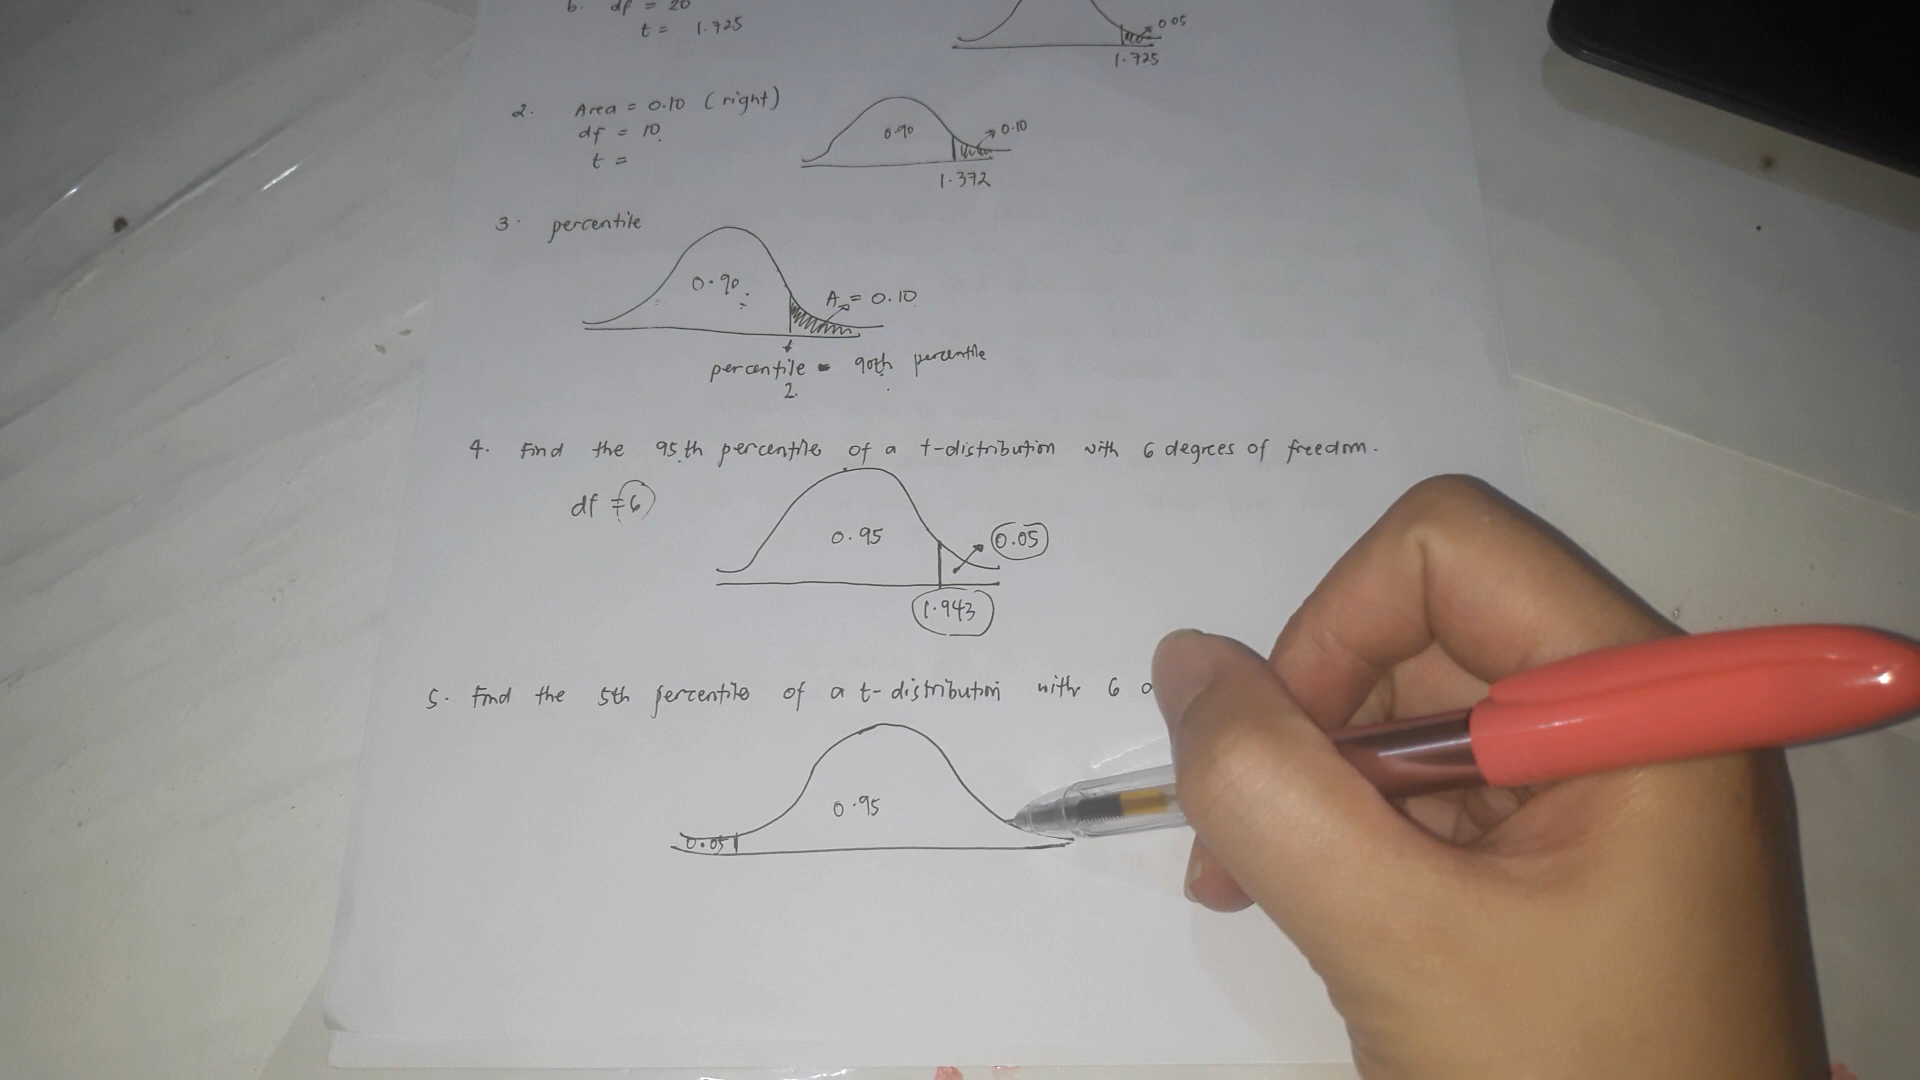 b. df = 20
t = 1.725
0.05
1.725
2. Area = 0.10 (right)
df = 10
t =
0.90
0.10
1.372
3. percentile
0.90
A = 0.10
percentile = 90th percentile
2.
4. Find the 95th percentile of a t-distribution with 6 degrees of freedom.
df = 6
0.95
0.05
1.943
5. Find the 5th percentile of a t-distribution with 6
0.95
0.05